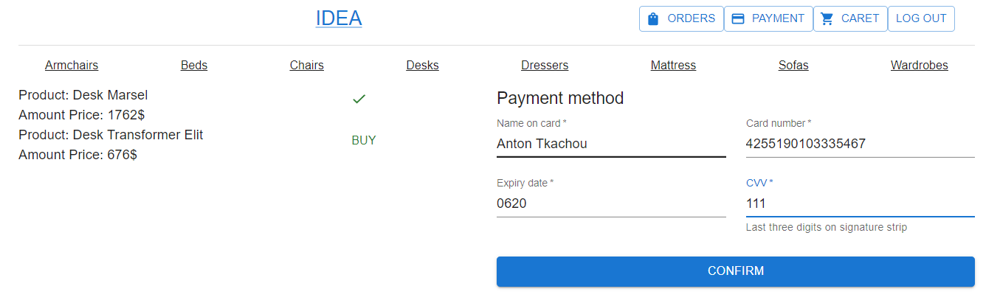 IDEA
ORDERS
PAYMENT
CARET
LOG OUT
Armchairs
Beds
Chairs
Desks
Dressers
Mattress
Sofas
Wardrobes
Product: Desk Marsel
Amount Price: 1762$
Product: Desk Transformer Elit
BUY
Amount Price: 676$
Payment method
Name on card *
Anton Tkachou
Card number *
4255190103335467
Expiry date *
0620
CVV *
111
Last three digits on signature strip
CONFIRM